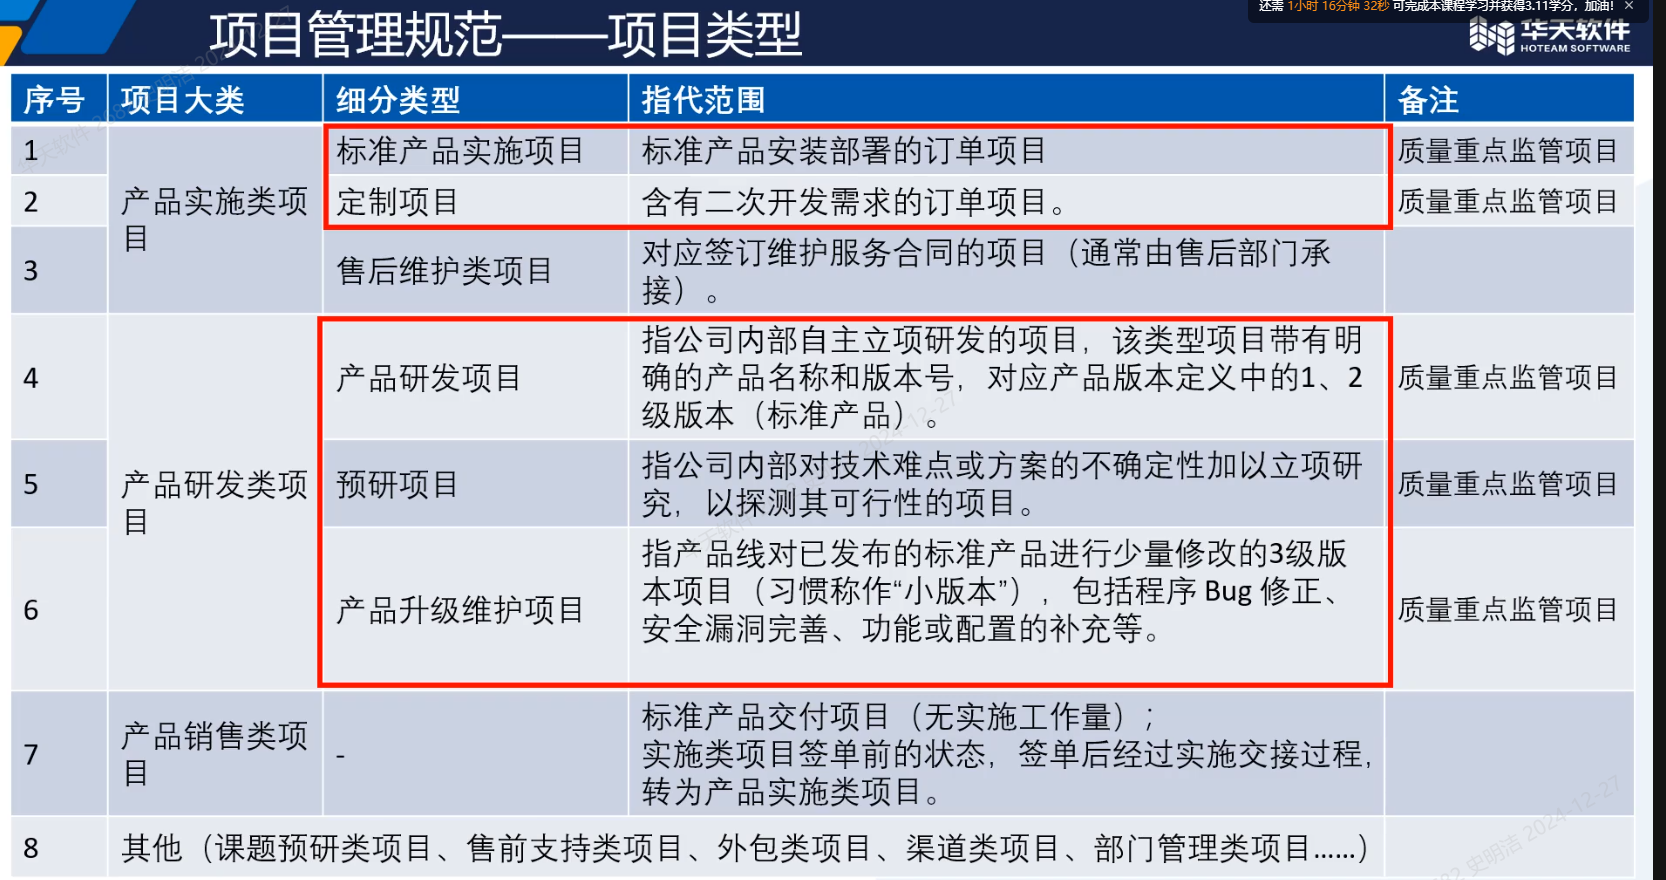 还需 1小时 16分钟 32秒 可完成本课程学习并获得3.11学分，加油！ ×
项目管理规范——项目类型
华天软件
HOTEAM SOFTWARE
序号 项目大类 细分类型 指代范围 备注
1 标准产品实施项目 标准产品安装部署的订单项目 质量重点监管项目
产品实施类项
目
2 定制项目 含有二次开发需求的订单项目。 质量重点监管项目
3 售后维护类项目 对应签订维护服务合同的项目（通常由售后部门承
接）。
4 产品研发项目 指公司内部自主立项研发的项目，该类型项目带有明
确的产品名称和版本号，对应产品版本定义中的1、2
级版本（标准产品）。
质量重点监管项目
产品研发类项
目
5 预研项目 指公司内部对技术难点或方案的不确定性加以立项研
究，以探测其可行性的项目。
质量重点监管项目
6 产品升级维护项目 指产品线对已发布的标准产品进行少量修改的3级版
本项目（习惯称作“小版本”），包括程序 Bug 修正、
安全漏洞完善、功能或配置的补充等。
质量重点监管项目
7 产品销售类项
目
- 标准产品交付项目（无实施工作量）；
实施类项目签单前的状态，签单后经过实施交接过程，
转为产品实施类项目。
8 其他（课题预研类项目、售前支持类项目、外包类项目、渠道类项目、部门管理类项目……）
史明洁 2024-12-27